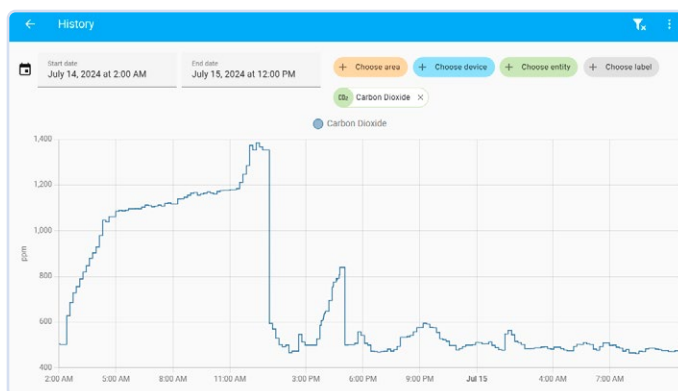 History
Start date
End date
July 14, 2024 at 2:00 AM
July 15, 2024 at 12:00 PM
+ Choose area
+ Choose device
+ Choose entity
+ Choose label
CO₂ Carbon Dioxide ×
Carbon Dioxide
ppm
1,400
1,200
1,000
800
600
400
2:00 AM
5:00 AM
8:00 AM
11:00 AM
3:00 PM
6:00 PM
9:00 PM
Jul 15
4:00 AM
7:00 AM